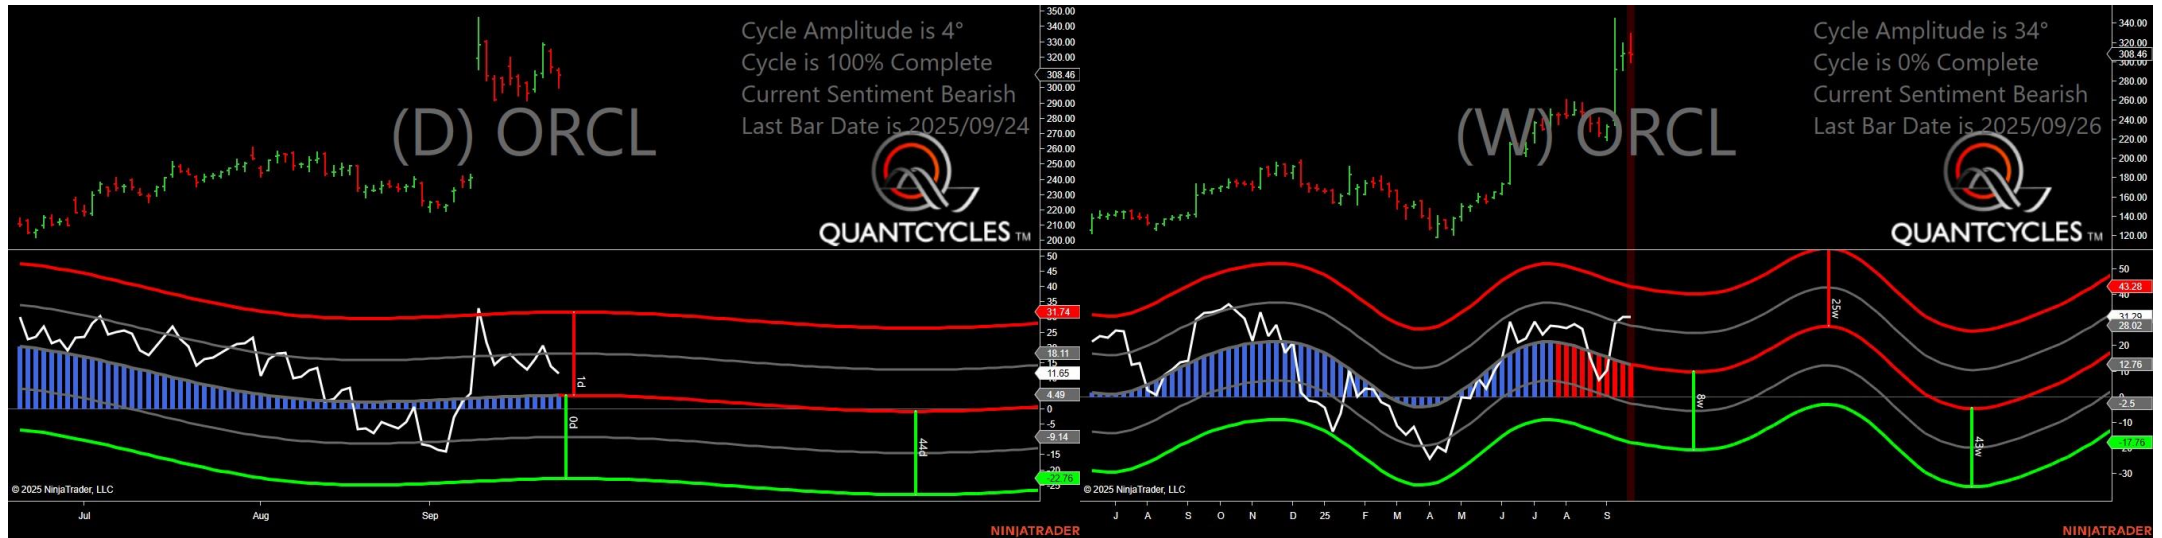 Cycle Amplitude is 4°
Cycle is 100% Complete
Current Sentiment Bearish
Last Bar Date is 2025/09/24
(D) ORCL
QUANTCYCLES TM
350.00
340.00
330.00
320.00
308.46
300.00
290.00
280.00
270.00
260.00
250.00
240.00
230.00
220.00
210.00
200.00
50
45
40
35
31.74
25
18.11
15
11.65
4.49
0
-5
-9.14
-15
-20
-22.76
-25
1d
0d
44d
© 2025 NinjaTrader, LLC
Jul
Aug
Sep
NINJATRADER
Cycle Amplitude is 34°
Cycle is 0% Complete
Current Sentiment Bearish
Last Bar Date is 2025/09/26
(W) ORCL
QUANTCYCLES TM
340.00
320.00
308.46
300.00
280.00
260.00
240.00
220.00
200.00
180.00
160.00
140.00
120.00
50
43.28
40
31.29
28.02
20
12.76
10
-2.5
-10
-17.76
-30
25w
8w
43w
© 2025 NinjaTrader, LLC
J
A
S
O
N
D
25
F
M
A
M
J
J
A
S
NINJATRADER